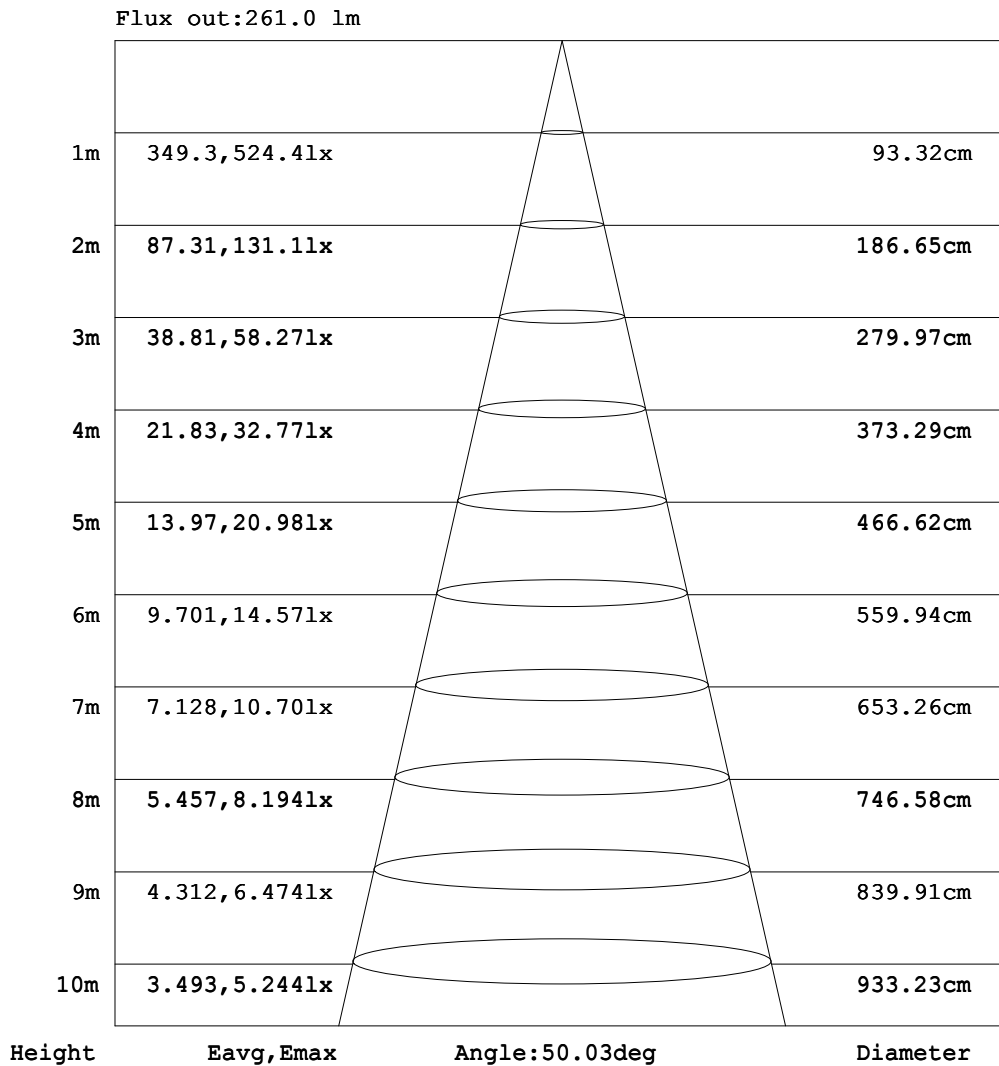 Flux out:261.0 lm
1m 349.3,524.4lx 93.32cm
2m 87.31,131.1lx 186.65cm
3m 38.81,58.27lx 279.97cm
4m 21.83,32.77lx 373.29cm
5m 13.97,20.98lx 466.62cm
6m 9.701,14.57lx 559.94cm
7m 7.128,10.70lx 653.26cm
8m 5.457,8.194lx 746.58cm
9m 4.312,6.474lx 839.91cm
10m 3.493,5.244lx 933.23cm
Height Eavg,Emax Angle:50.03deg Diameter